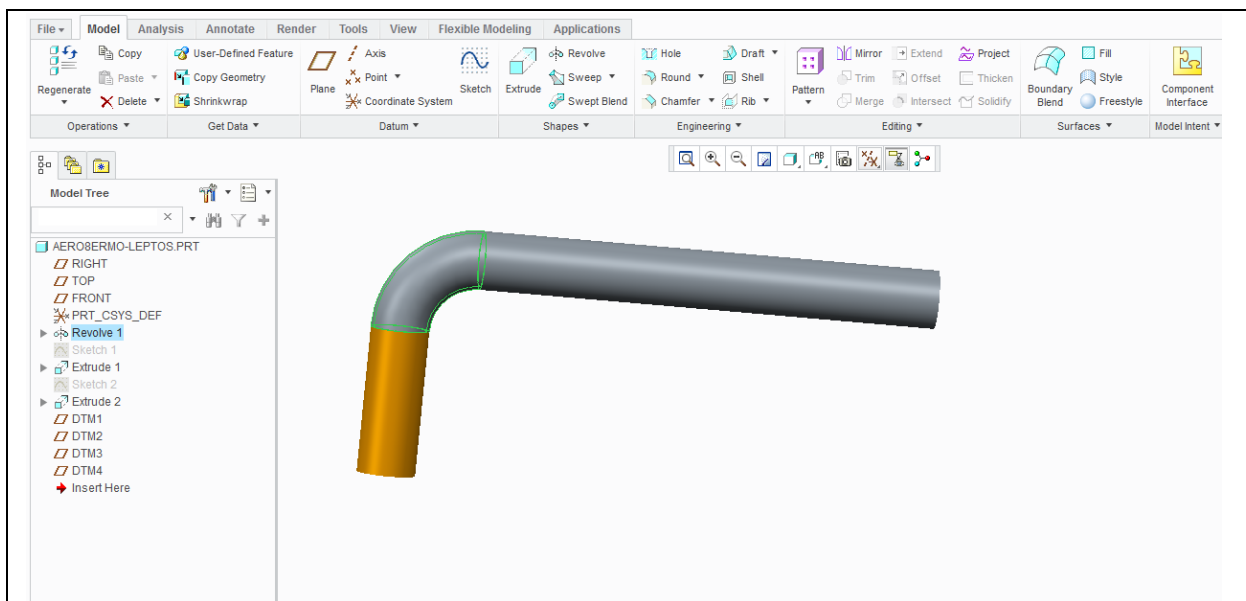 File Model Analysis Annotate Render Tools View Flexible Modeling Applications
Regenerate
Copy
Paste
Delete
Operations
User-Defined Feature
Copy Geometry
Shrinkwrap
Get Data
Plane
Axis
Point
Coordinate System
Sketch
Datum
Extrude
Revolve
Sweep
Swept Blend
Shapes
Hole
Round
Chamfer
Draft
Shell
Rib
Engineering
Pattern
Mirror
Trim
Merge
Extend
Offset
Intersect
Project
Thicken
Solidify
Editing
Boundary
Blend
Fill
Style
Freestyle
Surfaces
Component
Interface
Model Intent
Model Tree
AERO8ERMO-LEPTOS.PRT
RIGHT
TOP
FRONT
PRT_CSYS_DEF
Revolve 1
Sketch 1
Extrude 1
Sketch 2
Extrude 2
DTM1
DTM2
DTM3
DTM4
Insert Here